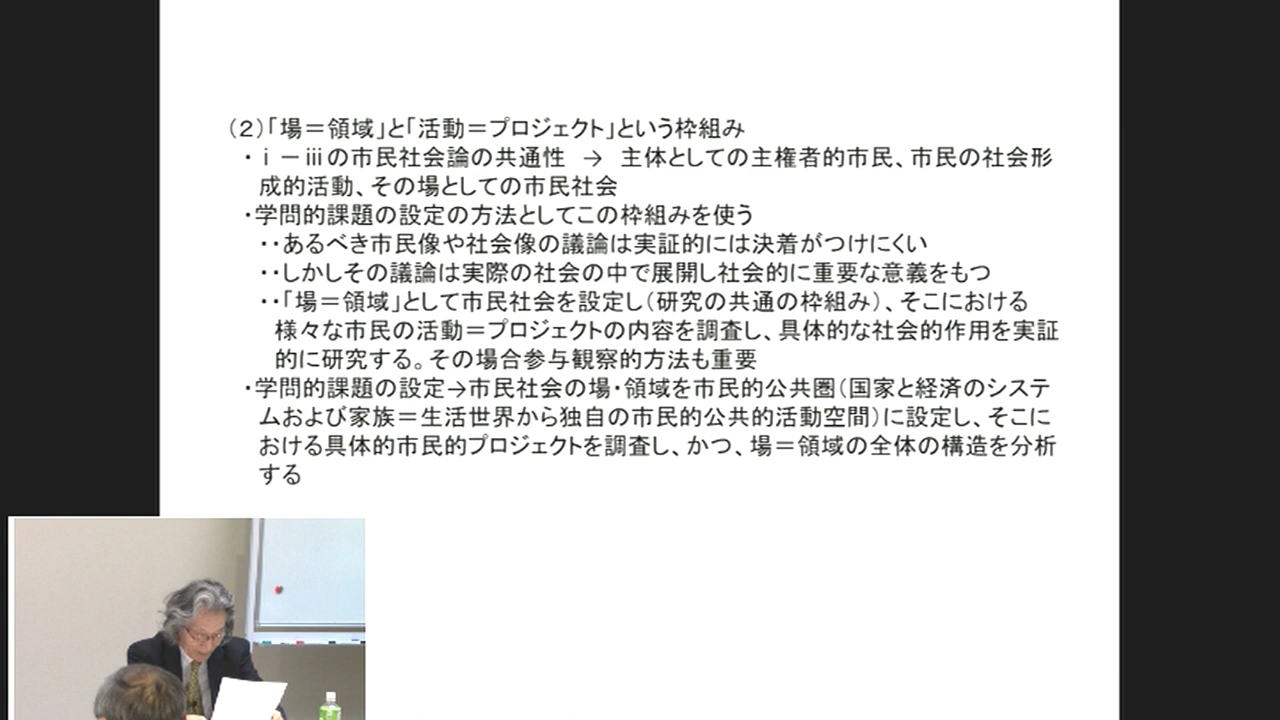 (2)「場＝領域」と「活動＝プロジェクト」という枠組み
・ⅰ－ⅲの市民社会論の共通性 → 主体としての主権者的市民、市民の社会形
成的活動、その場としての市民社会
・学問的課題の設定の方法としてこの枠組みを使う
・・あるべき市民像や社会像の議論は実証的には決着がつけにくい
・・しかしその議論は実際の社会の中で展開し社会的に重要な意義をもつ
・・「場＝領域」として市民社会を設定し(研究の共通の枠組み)、そこにおける
様々な市民の活動＝プロジェクトの内容を調査し、具体的な社会的作用を実証
的に研究する。その場合参与観察的方法も重要
・学問的課題の設定→市民社会の場・領域を市民的公共圏(国家と経済のシステ
ムおよび家族＝生活世界から独自の市民的公共的活動空間)に設定し、そこに
おける具体的市民的プロジェクトを調査し、かつ、場＝領域の全体の構造を分析
する